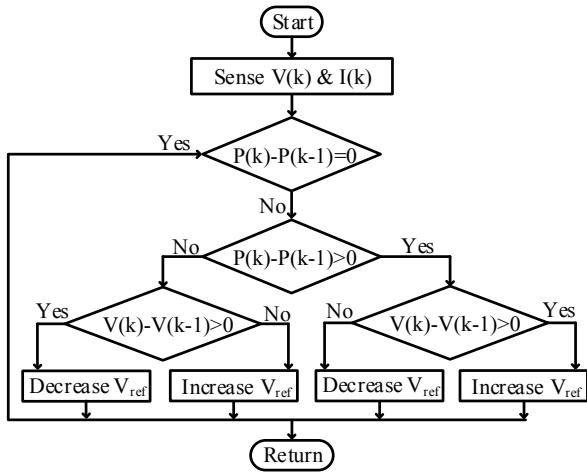 Start
Sense V(k) & I(k)
Yes
P(k)-P(k-1)=0
No
No
P(k)-P(k-1)>0
Yes
Yes
V(k)-V(k-1)>0
No
No
V(k)-V(k-1)>0
Yes
Decrease Vref
Increase Vref
Decrease Vref
Increase Vref
Return